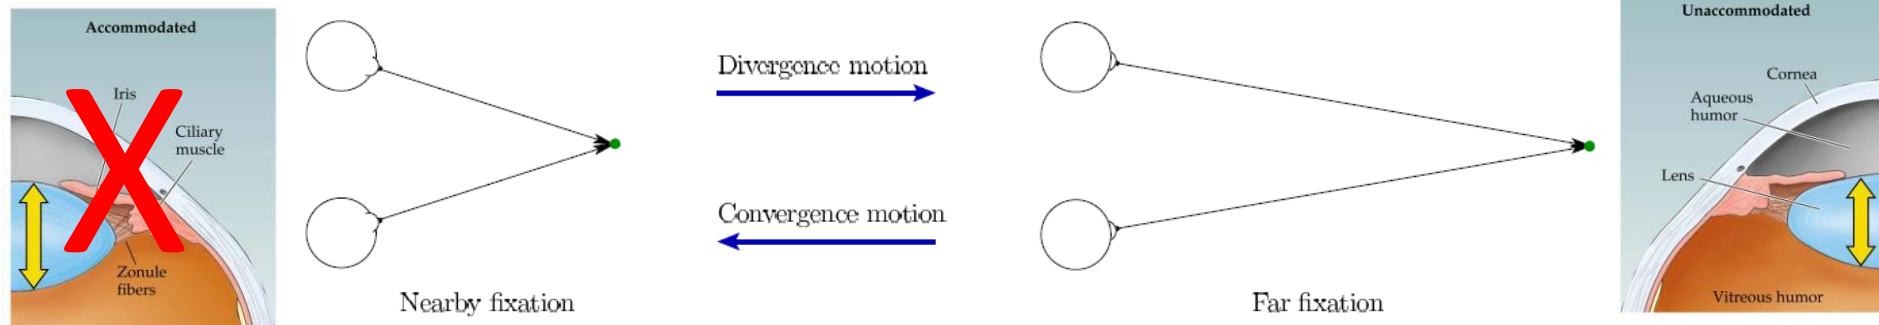 Accommodated
Iris
Ciliary
muscle
Zonule
fibers
Nearby fixation
Divergence motion
Convergence motion
Far fixation
Unaccommodated
Cornea
Aqueous
humor
Lens
Vitreous humor